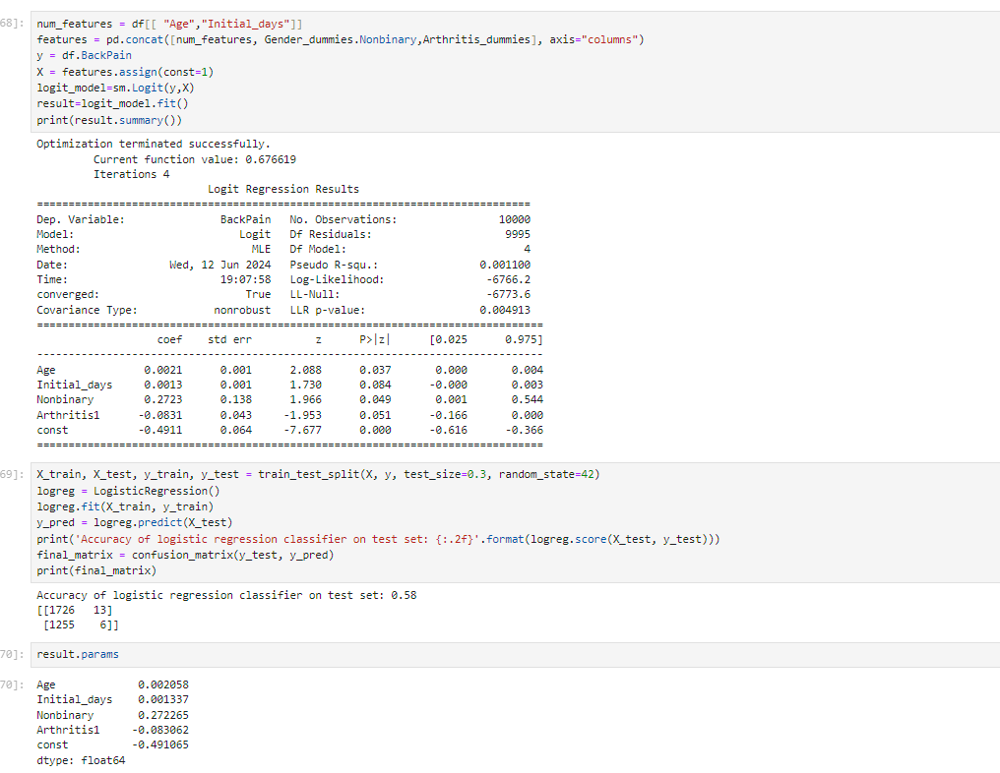 68]:
num_features = df[[ "Age","Initial_days"]]
features = pd.concat([num_features, Gender_dummies.Nonbinary,Arthritis_dummies], axis="columns")
y = df.BackPain
X = features.assign(const=1)
logit_model=sm.Logit(y,X)
result=logit_model.fit()
print(result.summary())
Optimization terminated successfully.
         Current function value: 0.676619
         Iterations 4
                           Logit Regression Results
==============================================================================
Dep. Variable:               BackPain   No. Observations:                10000
Model:                          Logit   Df Residuals:                     9995
Method:                           MLE   Df Model:                            4
Date:                Wed, 12 Jun 2024   Pseudo R-squ.:                0.001100
Time:                        19:07:58   Log-Likelihood:                -6766.2
converged:                       True   LL-Null:                       -6773.6
Covariance Type:            nonrobust   LLR p-value:                  0.004913
================================================================================
                   coef    std err          z      P>|z|      [0.025      0.975]
--------------------------------------------------------------------------------
Age              0.0021      0.001      2.088      0.037       0.000       0.004
Initial_days     0.0013      0.001      1.730      0.084      -0.000       0.003
Nonbinary        0.2723      0.138      1.966      0.049       0.001       0.544
Arthritis1      -0.0831      0.043     -1.953      0.051      -0.166       0.000
const           -0.4911      0.064     -7.677      0.000      -0.616      -0.366
================================================================================
69]:
X_train, X_test, y_train, y_test = train_test_split(X, y, test_size=0.3, random_state=42)
logreg = LogisticRegression()
logreg.fit(X_train, y_train)
y_pred = logreg.predict(X_test)
print('Accuracy of logistic regression classifier on test set: {:.2f}'.format(logreg.score(X_test, y_test)))
final_matrix = confusion_matrix(y_test, y_pred)
print(final_matrix)
Accuracy of logistic regression classifier on test set: 0.58
[[1726   13]
 [1255    6]]
70]:
result.params
70]:
Age             0.002058
Initial_days    0.001337
Nonbinary       0.272265
Arthritis1     -0.083062
const          -0.491065
dtype: float64